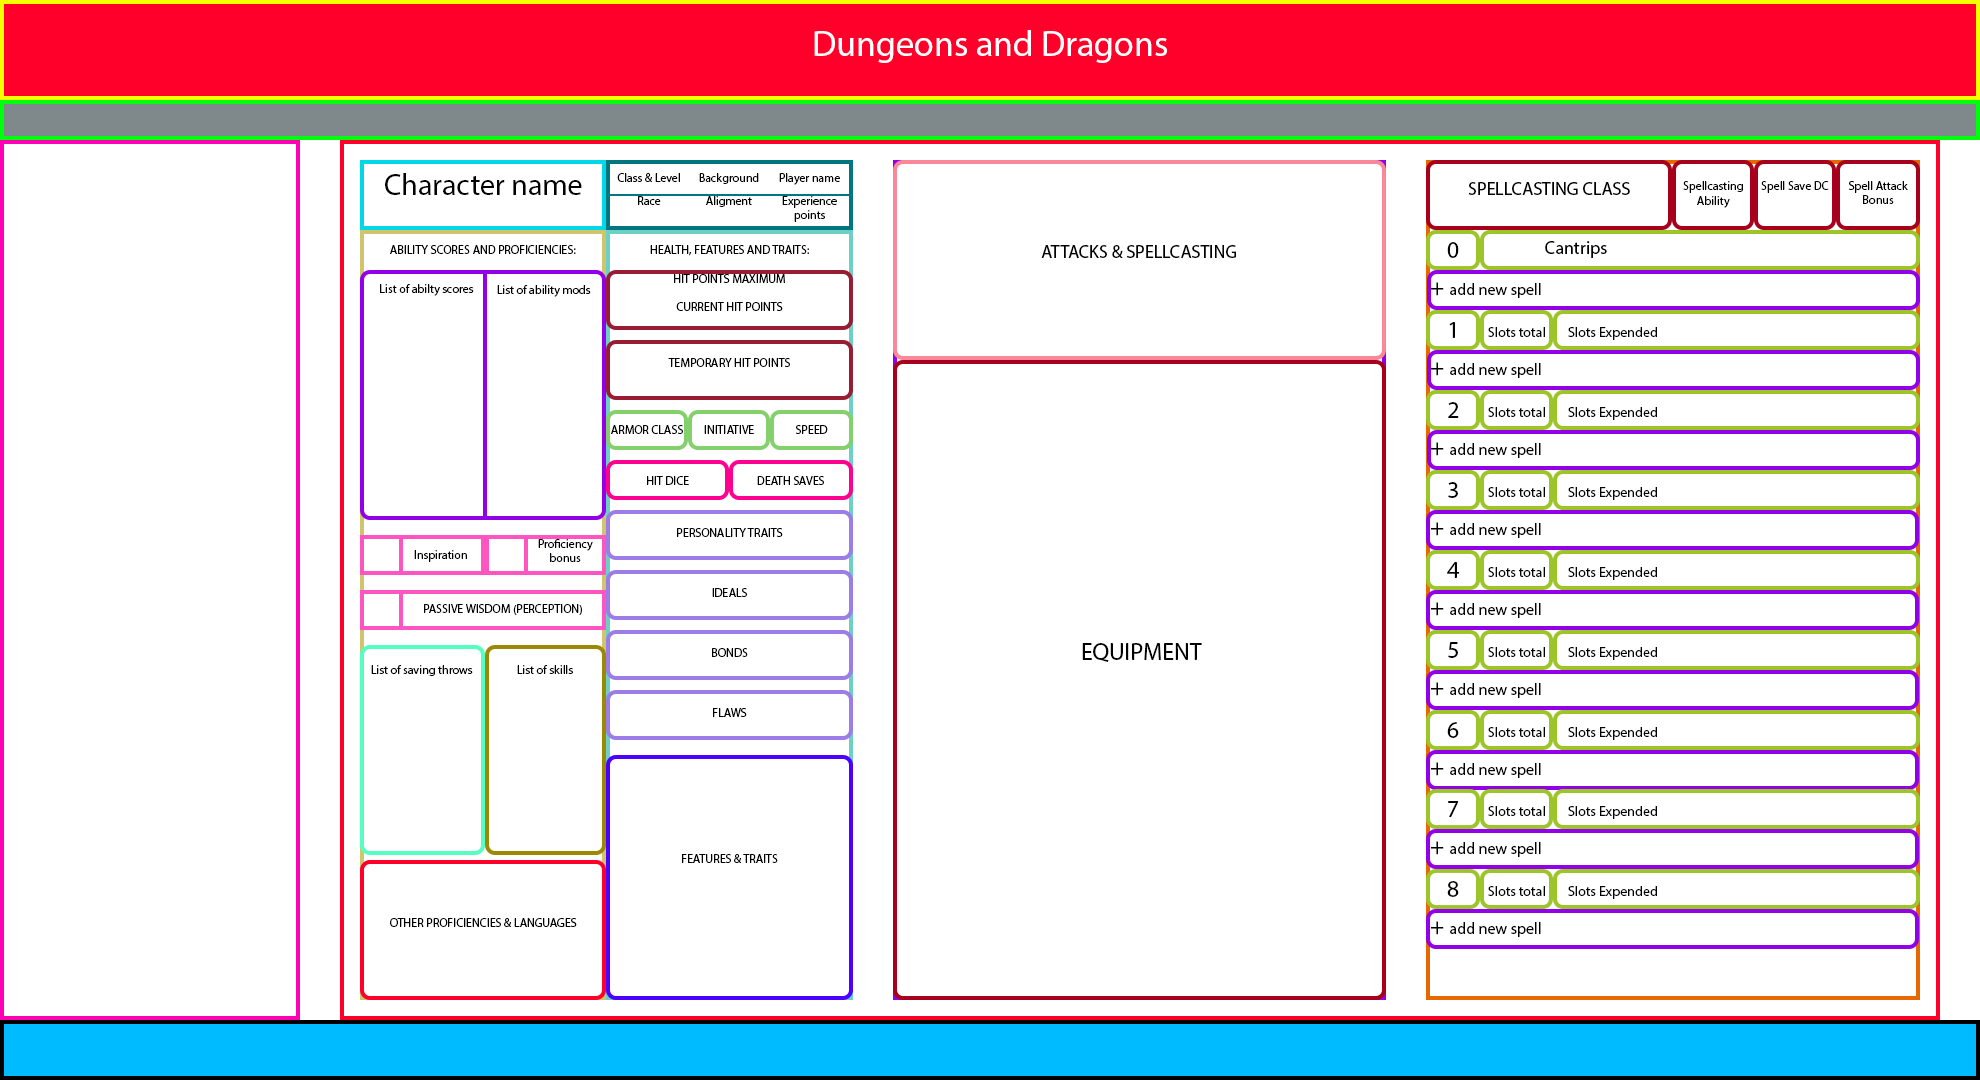 Dungeons and Dragons
Character name
Class & Level Background Player name
Race Aligment Experience
points
ABILITY SCORES AND PROFICIENCIES:
List of abilty scores
List of ability mods
Inspiration
Proficiency
bonus
PASSIVE WISDOM (PERCEPTION)
List of saving throws
List of skills
OTHER PROFICIENCIES & LANGUAGES
HEALTH, FEATURES AND TRAITS:
HIT POINTS MAXIMUM
CURRENT HIT POINTS
TEMPORARY HIT POINTS
ARMOR CLASS
INITIATIVE
SPEED
HIT DICE
DEATH SAVES
PERSONALITY TRAITS
IDEALS
BONDS
FLAWS
FEATURES & TRAITS
ATTACKS & SPELLCASTING
EQUIPMENT
SPELLCASTING CLASS
Spellcasting
Ability
Spell Save DC
Spell Attack
Bonus
0 Cantrips
+ add new spell
1 Slots total Slots Expended
+ add new spell
2 Slots total Slots Expended
+ add new spell
3 Slots total Slots Expended
+ add new spell
4 Slots total Slots Expended
+ add new spell
5 Slots total Slots Expended
+ add new spell
6 Slots total Slots Expended
+ add new spell
7 Slots total Slots Expended
+ add new spell
8 Slots total Slots Expended
+ add new spell